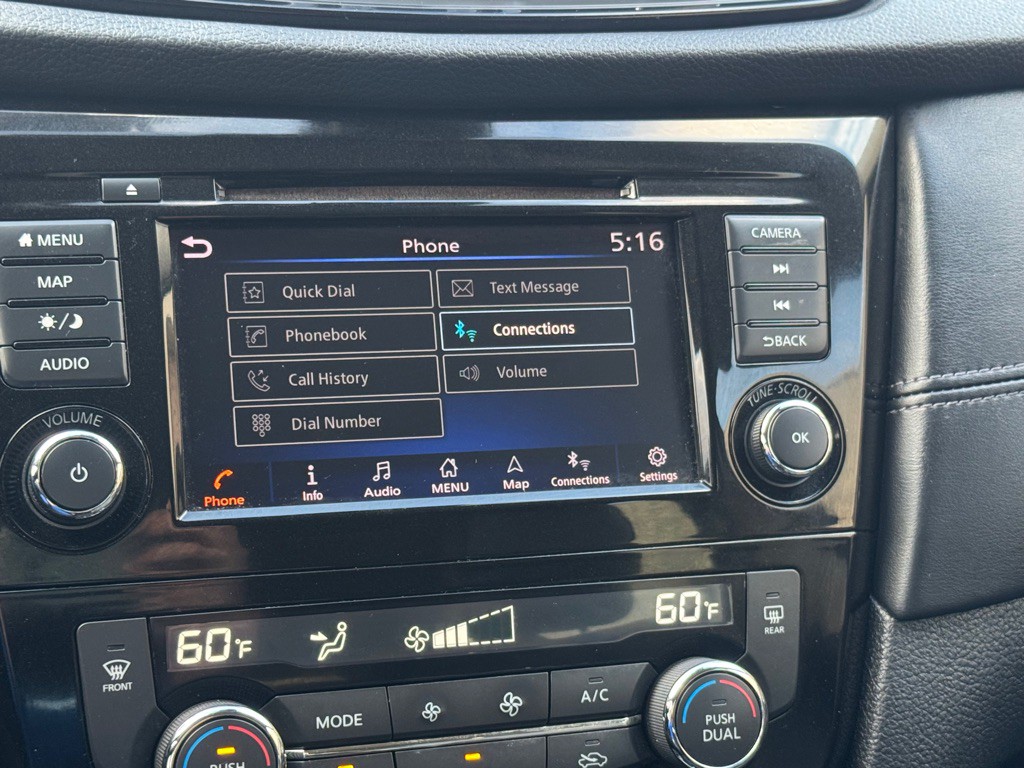 Phone
5:16
Quick Dial
Text Message
Phonebook
Connections
Call History
Volume
Dial Number
Phone
Info
Audio
MENU
Map
Connections
Settings
MENU
MAP
AUDIO
VOLUME
CAMERA
BACK
TUNE·SCROLL
OK
60°F
60°F
FRONT
REAR
MODE
A/C
PUSH
DUAL
PUSH